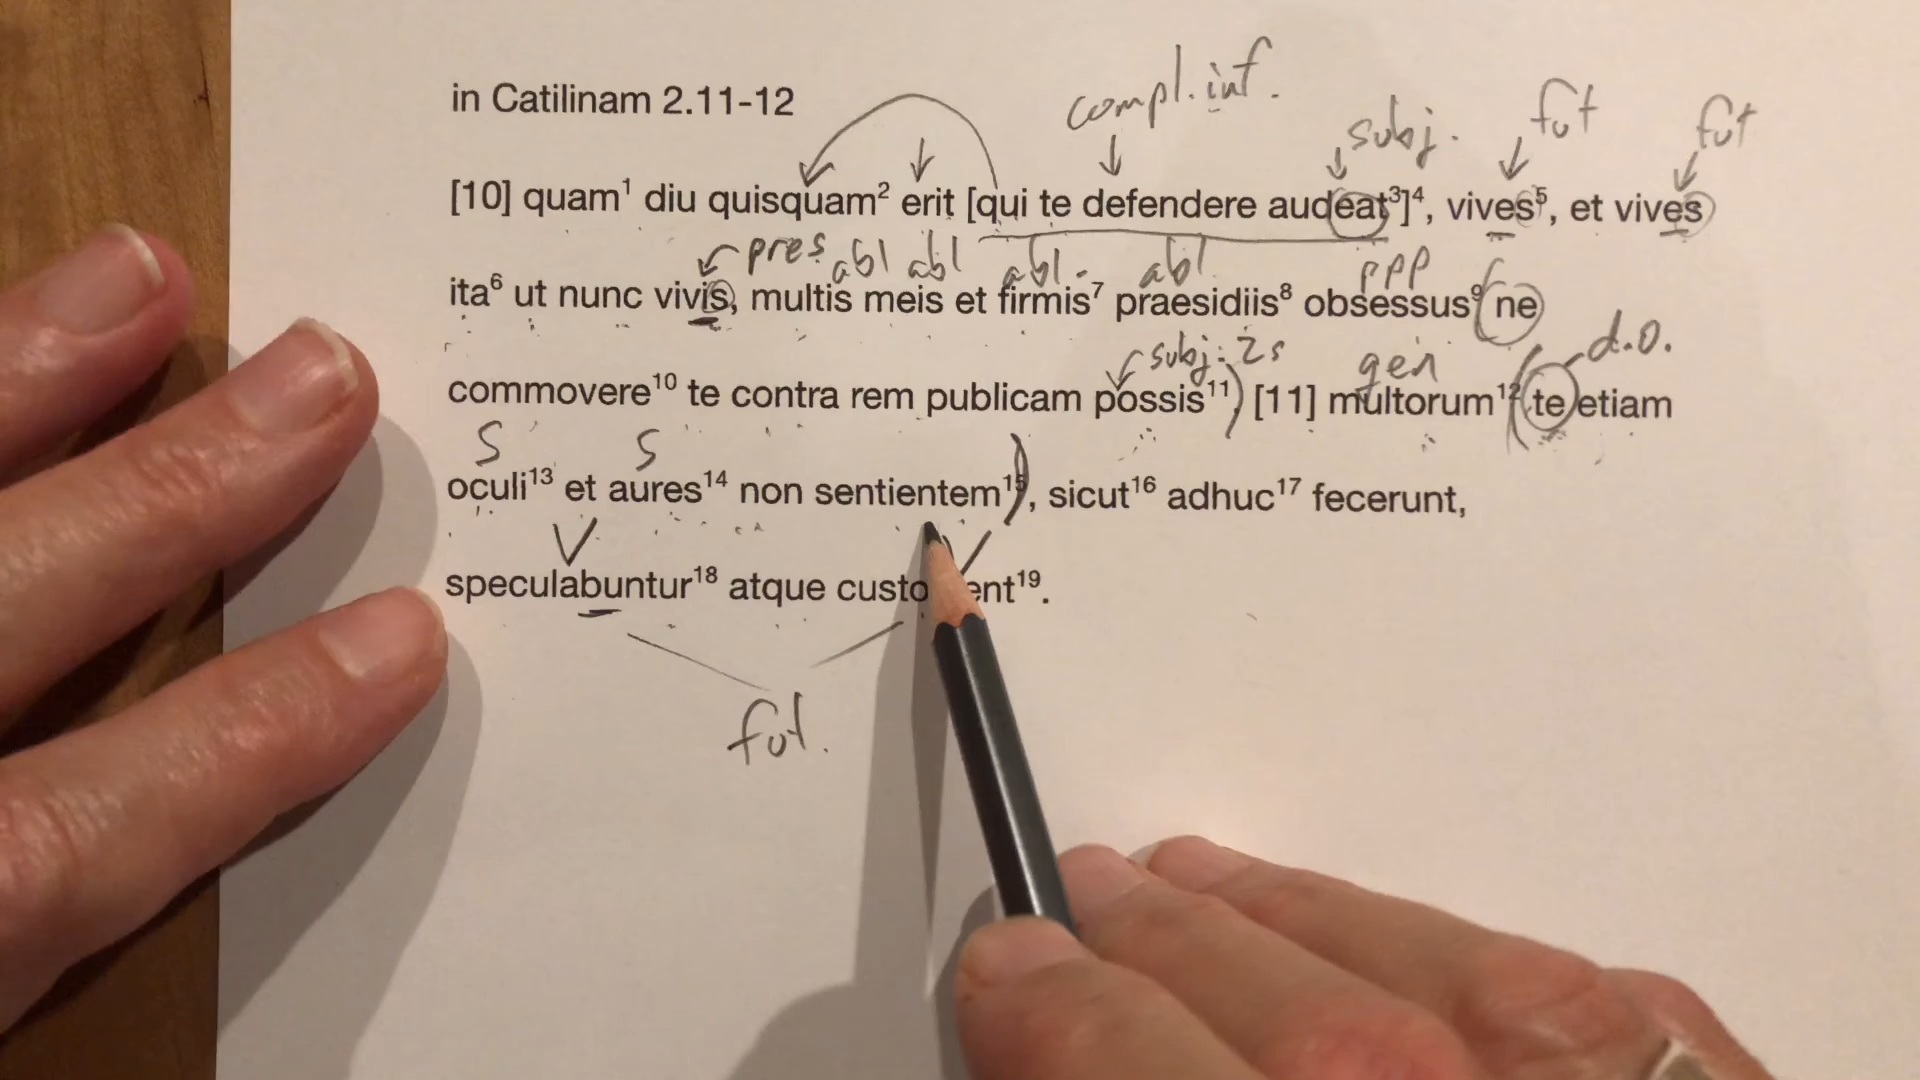 in Catilinam 2.11-12
compl. inf.
subj.
fut
fut
[10] quam¹ diu quisquam² erit [qui te defendere audeat³]⁴, vives⁵, et vives
pres
abl
abl
abl.
abl
ppp
ita⁶ ut nunc vivis, multis meis et firmis⁷ praesidiis⁸ obsessus⁹ (ne
subj. 2s
gen
d.o.
commovere¹⁰ te contra rem publicam possis¹¹) [11] multorum¹² (te etiam
S
S
oculi¹³ et aures¹⁴ non sentientem¹⁵), sicut¹⁶ adhuc¹⁷ fecerunt,
V
speculabuntur¹⁸ atque custo ent¹⁹.
fut.